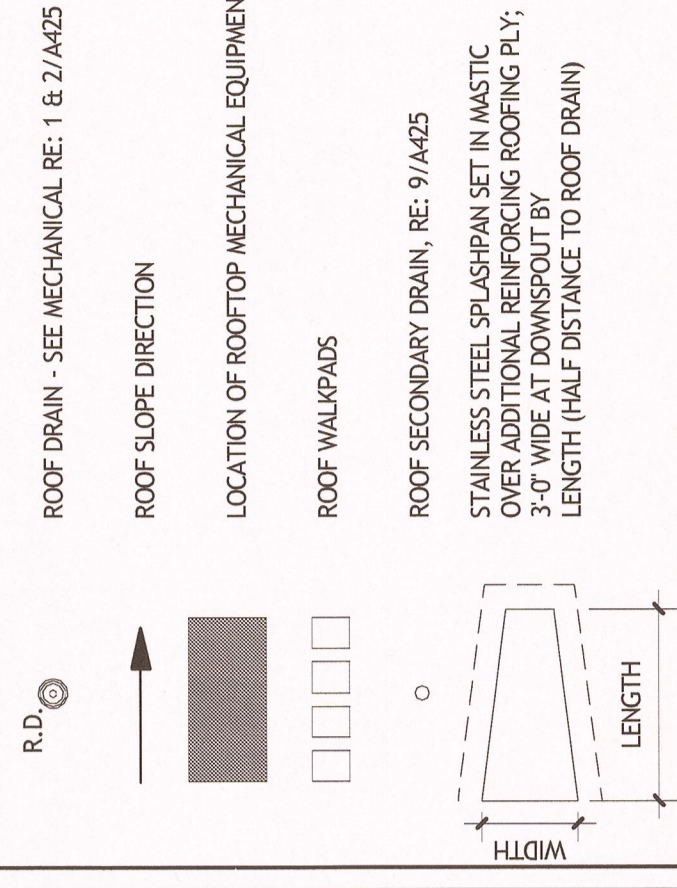 R.D.
ROOF DRAIN - SEE MECHANICAL RE: 1 & 2/A425
ROOF SLOPE DIRECTION
LOCATION OF ROOFTOP MECHANICAL EQUIPMEN
ROOF WALKPADS
ROOF SECONDARY DRAIN, RE: 9/A425
STAINLESS STEEL SPLASHPAN SET IN MASTIC
OVER ADDITIONAL REINFORCING ROOFING PLY;
3'-0" WIDE AT DOWNSPOUT BY
LENGTH (HALF DISTANCE TO ROOF DRAIN)
WIDTH
LENGTH